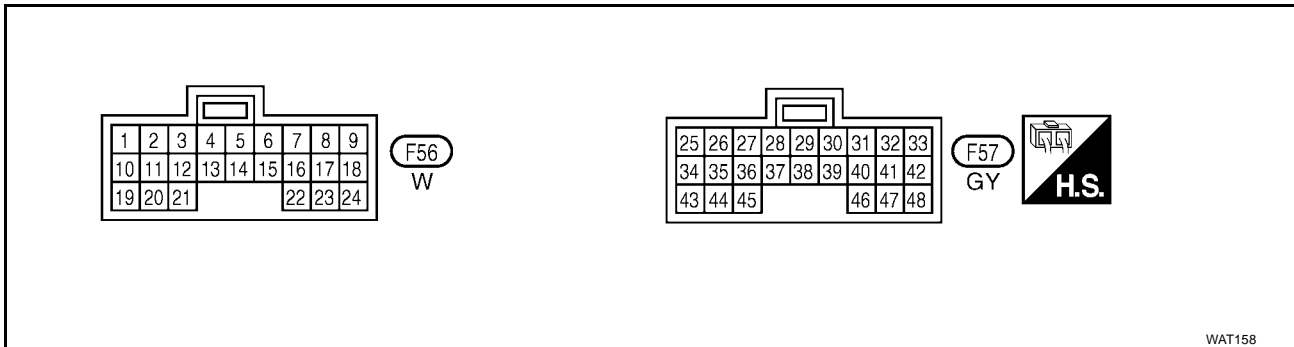 1 2 3 4 5 6 7 8 9
10 11 12 13 14 15 16 17 18
19 20 21 22 23 24
F56
W
25 26 27 28 29 30 31 32 33
34 35 36 37 38 39 40 41 42
43 44 45 46 47 48
F57
GY
H.S.
WAT158